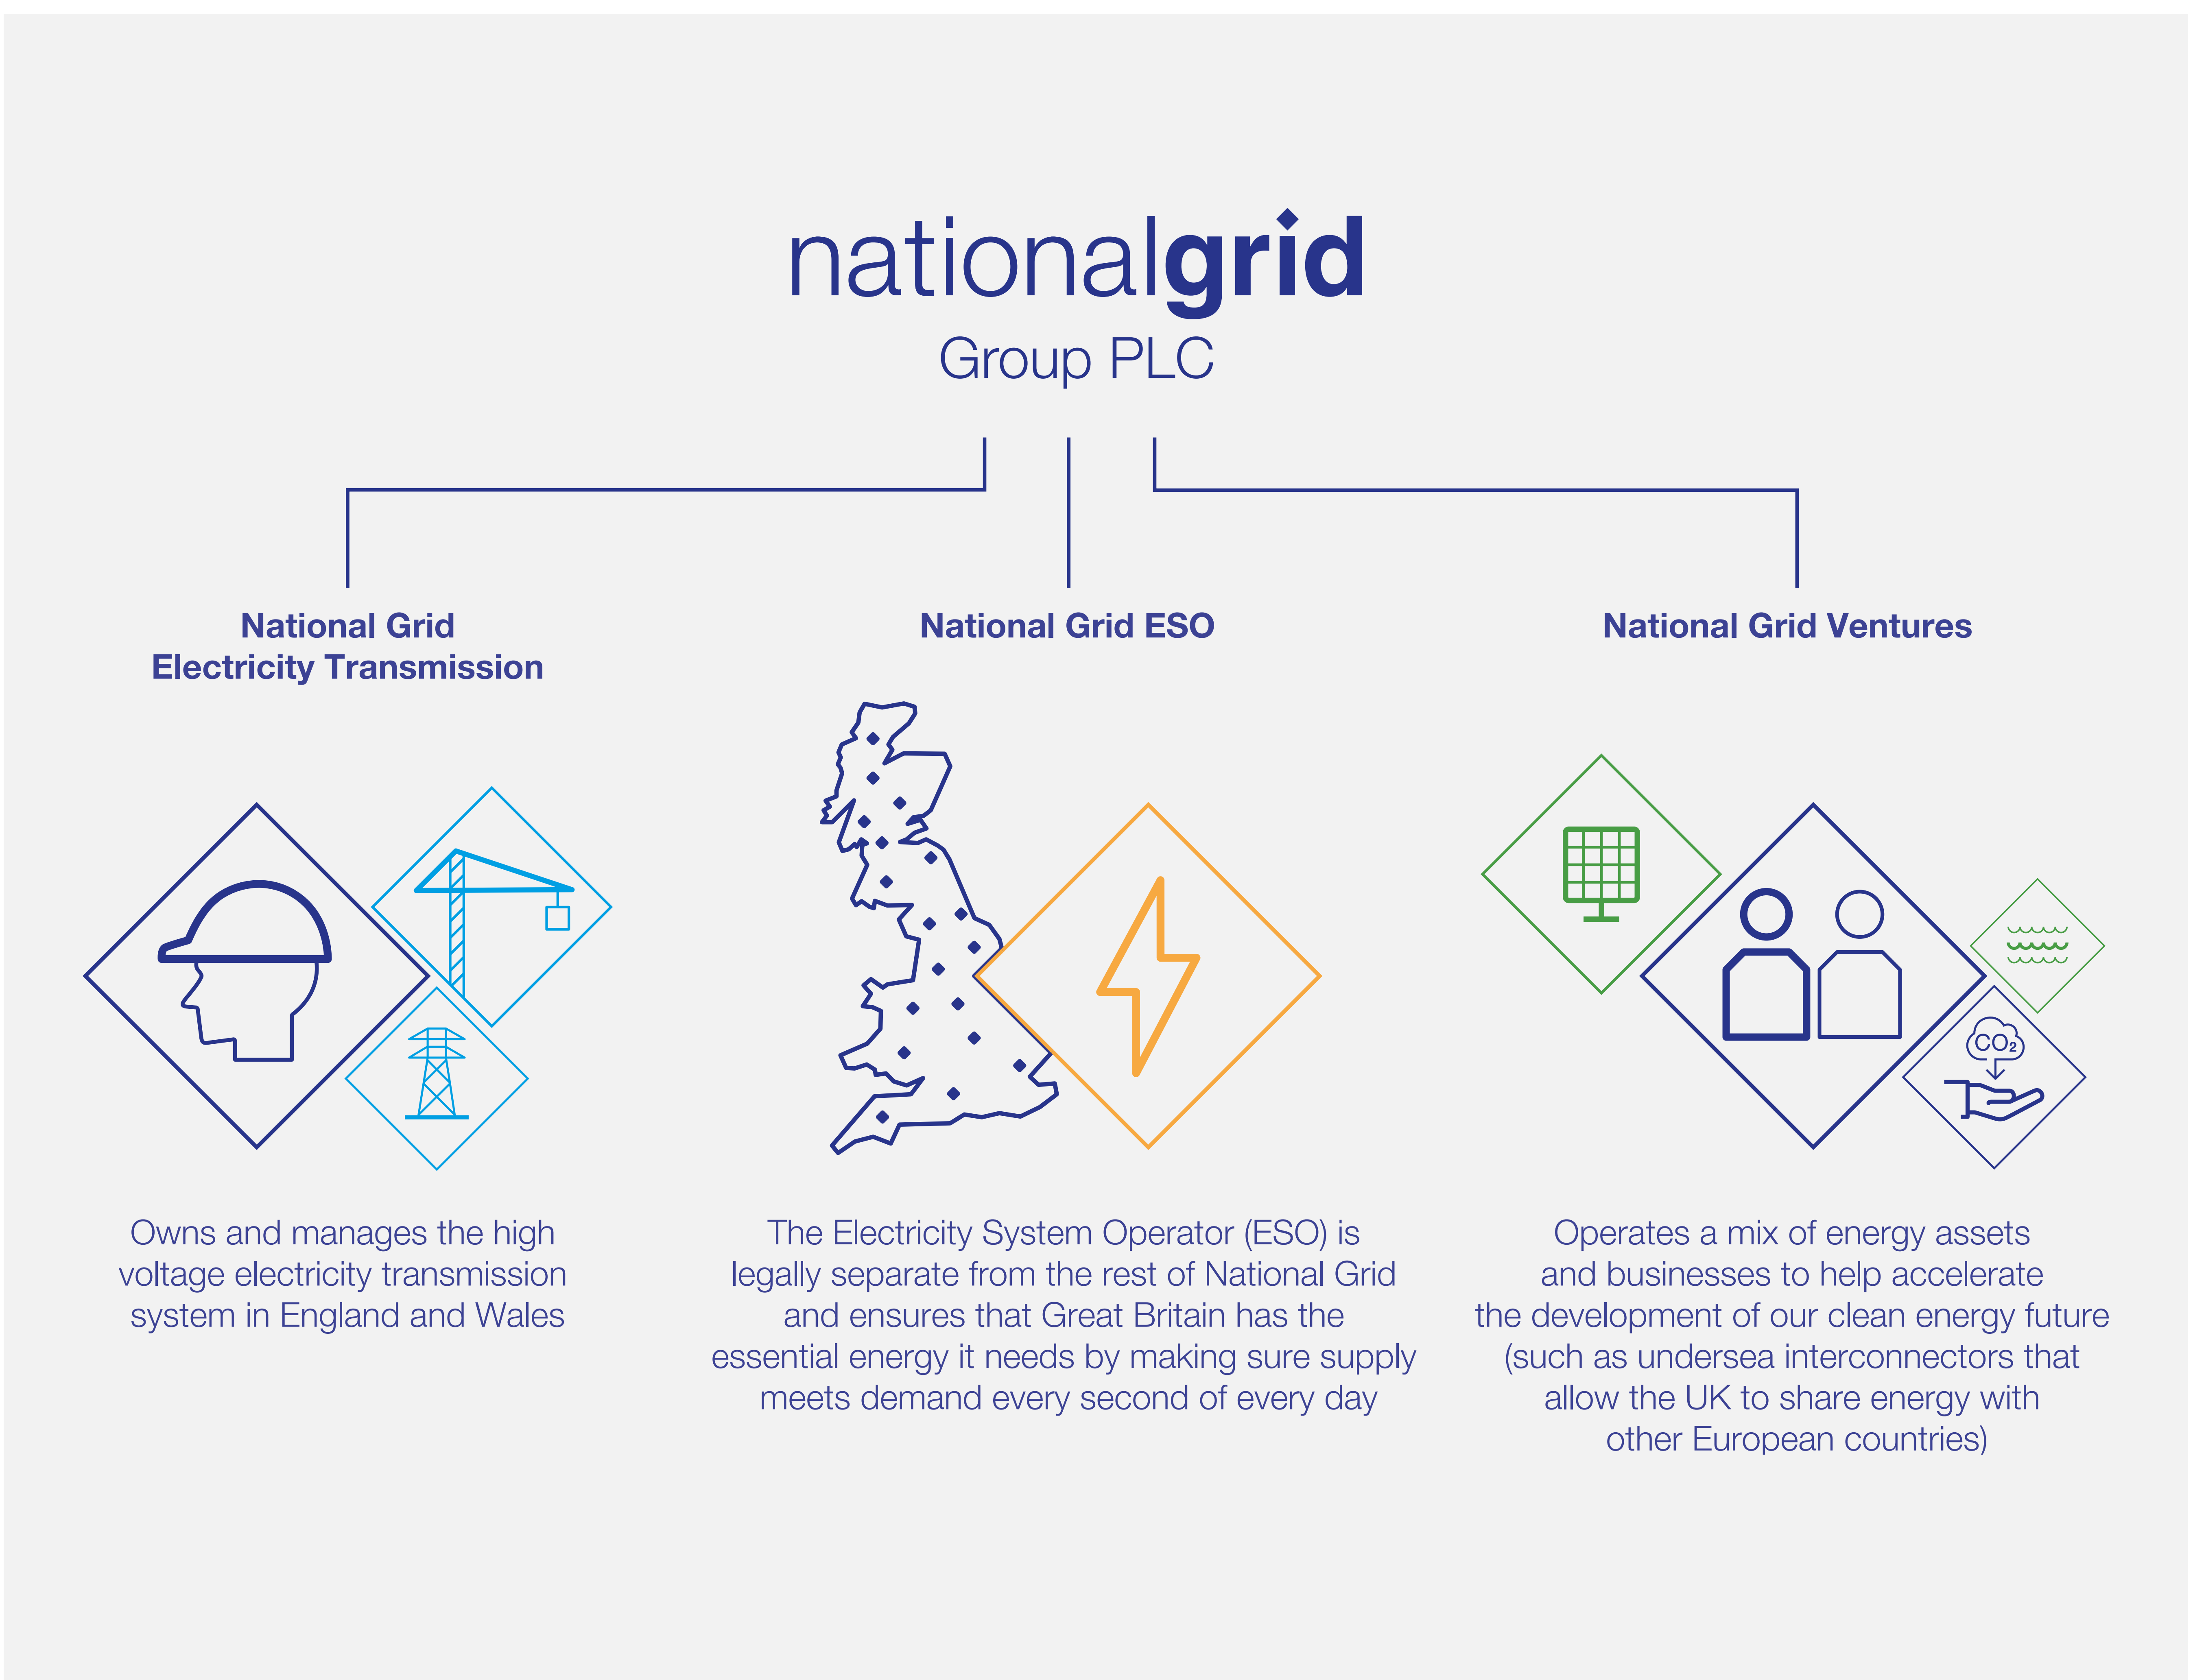 nationalgrid
Group PLC
National Grid
Electricity Transmission
National Grid ESO
National Grid Ventures
CO2
Owns and manages the high
voltage electricity transmission
system in England and Wales
The Electricity System Operator (ESO) is
legally separate from the rest of National Grid
and ensures that Great Britain has the
essential energy it needs by making sure supply
meets demand every second of every day
Operates a mix of energy assets
and businesses to help accelerate
the development of our clean energy future
(such as undersea interconnectors that
allow the UK to share energy with
other European countries)